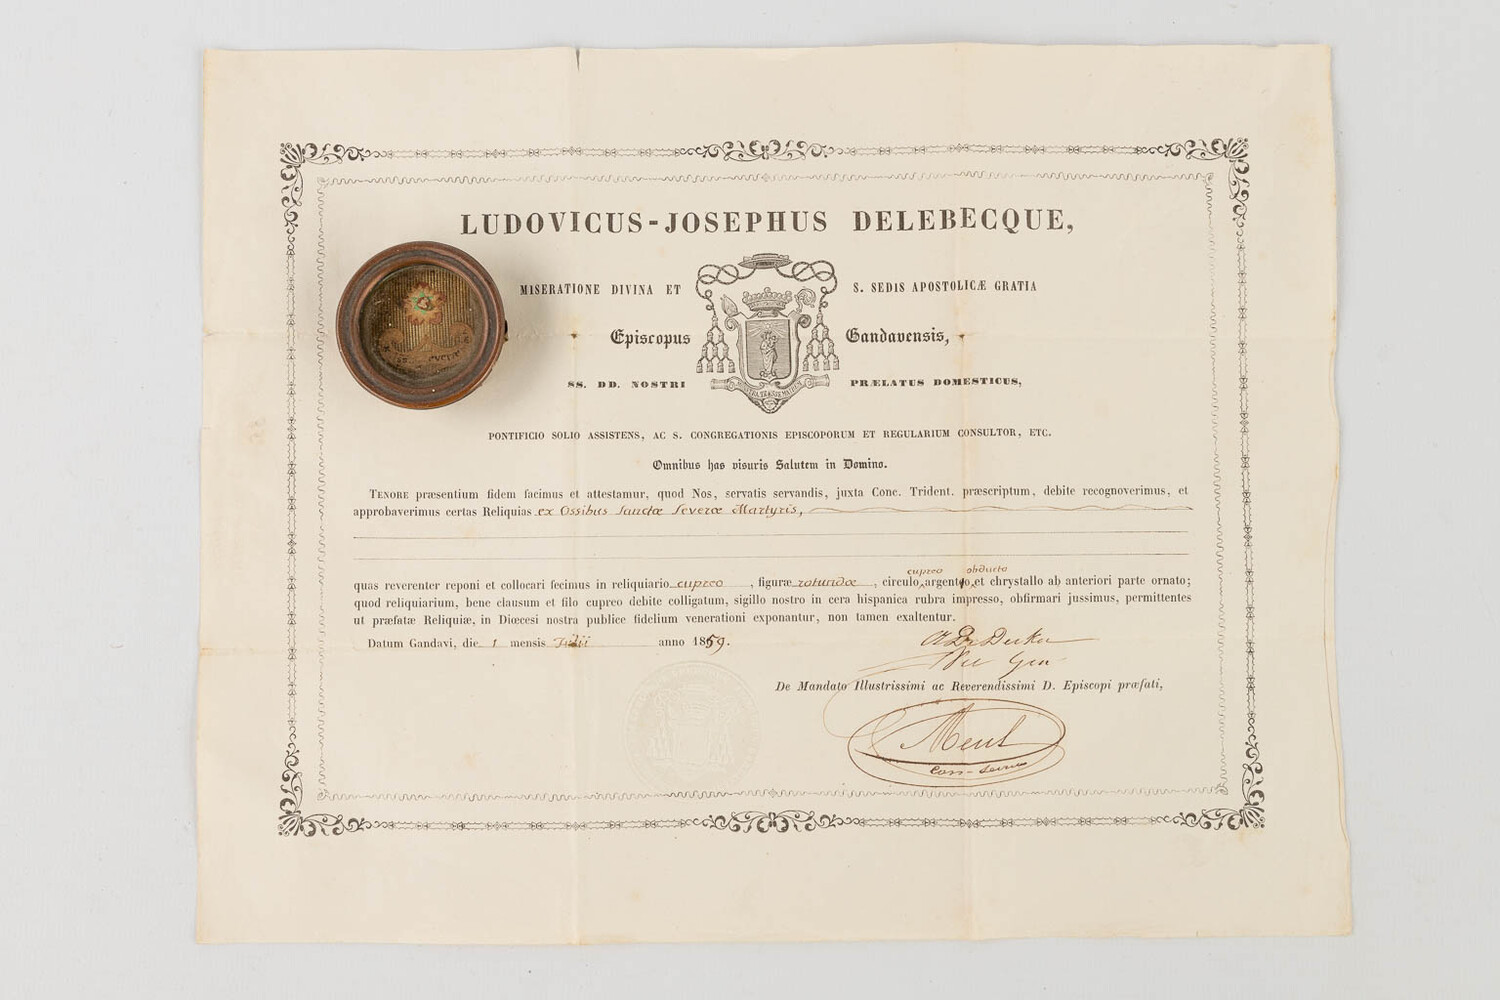 LUDOVICUS-JOSEPHUS DELEBECQUE,
MISERATIONE DIVINA ET S. SEDIS APOSTOLICÆ GRATIA
Episcopus Gandavensis,
SS. DD. NOSTRI PRÆLATUS DOMESTICUS,
MONSTRA TE ESSE MATREM
PONTIFICIO SOLIO ASSISTENS, AC S. CONGREGATIONIS EPISCOPORUM ET REGULARIUM CONSULTOR, ETC.
Omnibus has visuris Salutem in Domino.
TENORE præsentium fidem facimus et attestamur, quod Nos, servatis servandis, juxta Conc. Trident. præscriptum, debite recognoverimus, et
approbaverimus certas Reliquias ex Ossibus Sanctæ Severæ Martyris,
quas reverenter reponi et collocari fecimus in reliquiario cupreo, figuræ rotundæ, circulo cupreo argento obducto et chrystallo ab anteriori parte ornato;
quod reliquiarium, bene clausum et filo cupreo debite colligatum, sigillo nostro in cera hispanica rubra impresso, obfirmari jussimus, permittentes
ut præfatæ Reliquiæ, in Diœcesi nostra publice fidelium venerationi exponantur, non tamen exaltentur.
Datum Gandavi, die 1 mensis Julii anno 1859.
Vic Gen
De Mandato Illustrissimi ac Reverendissimi D. Episcopi præfati,